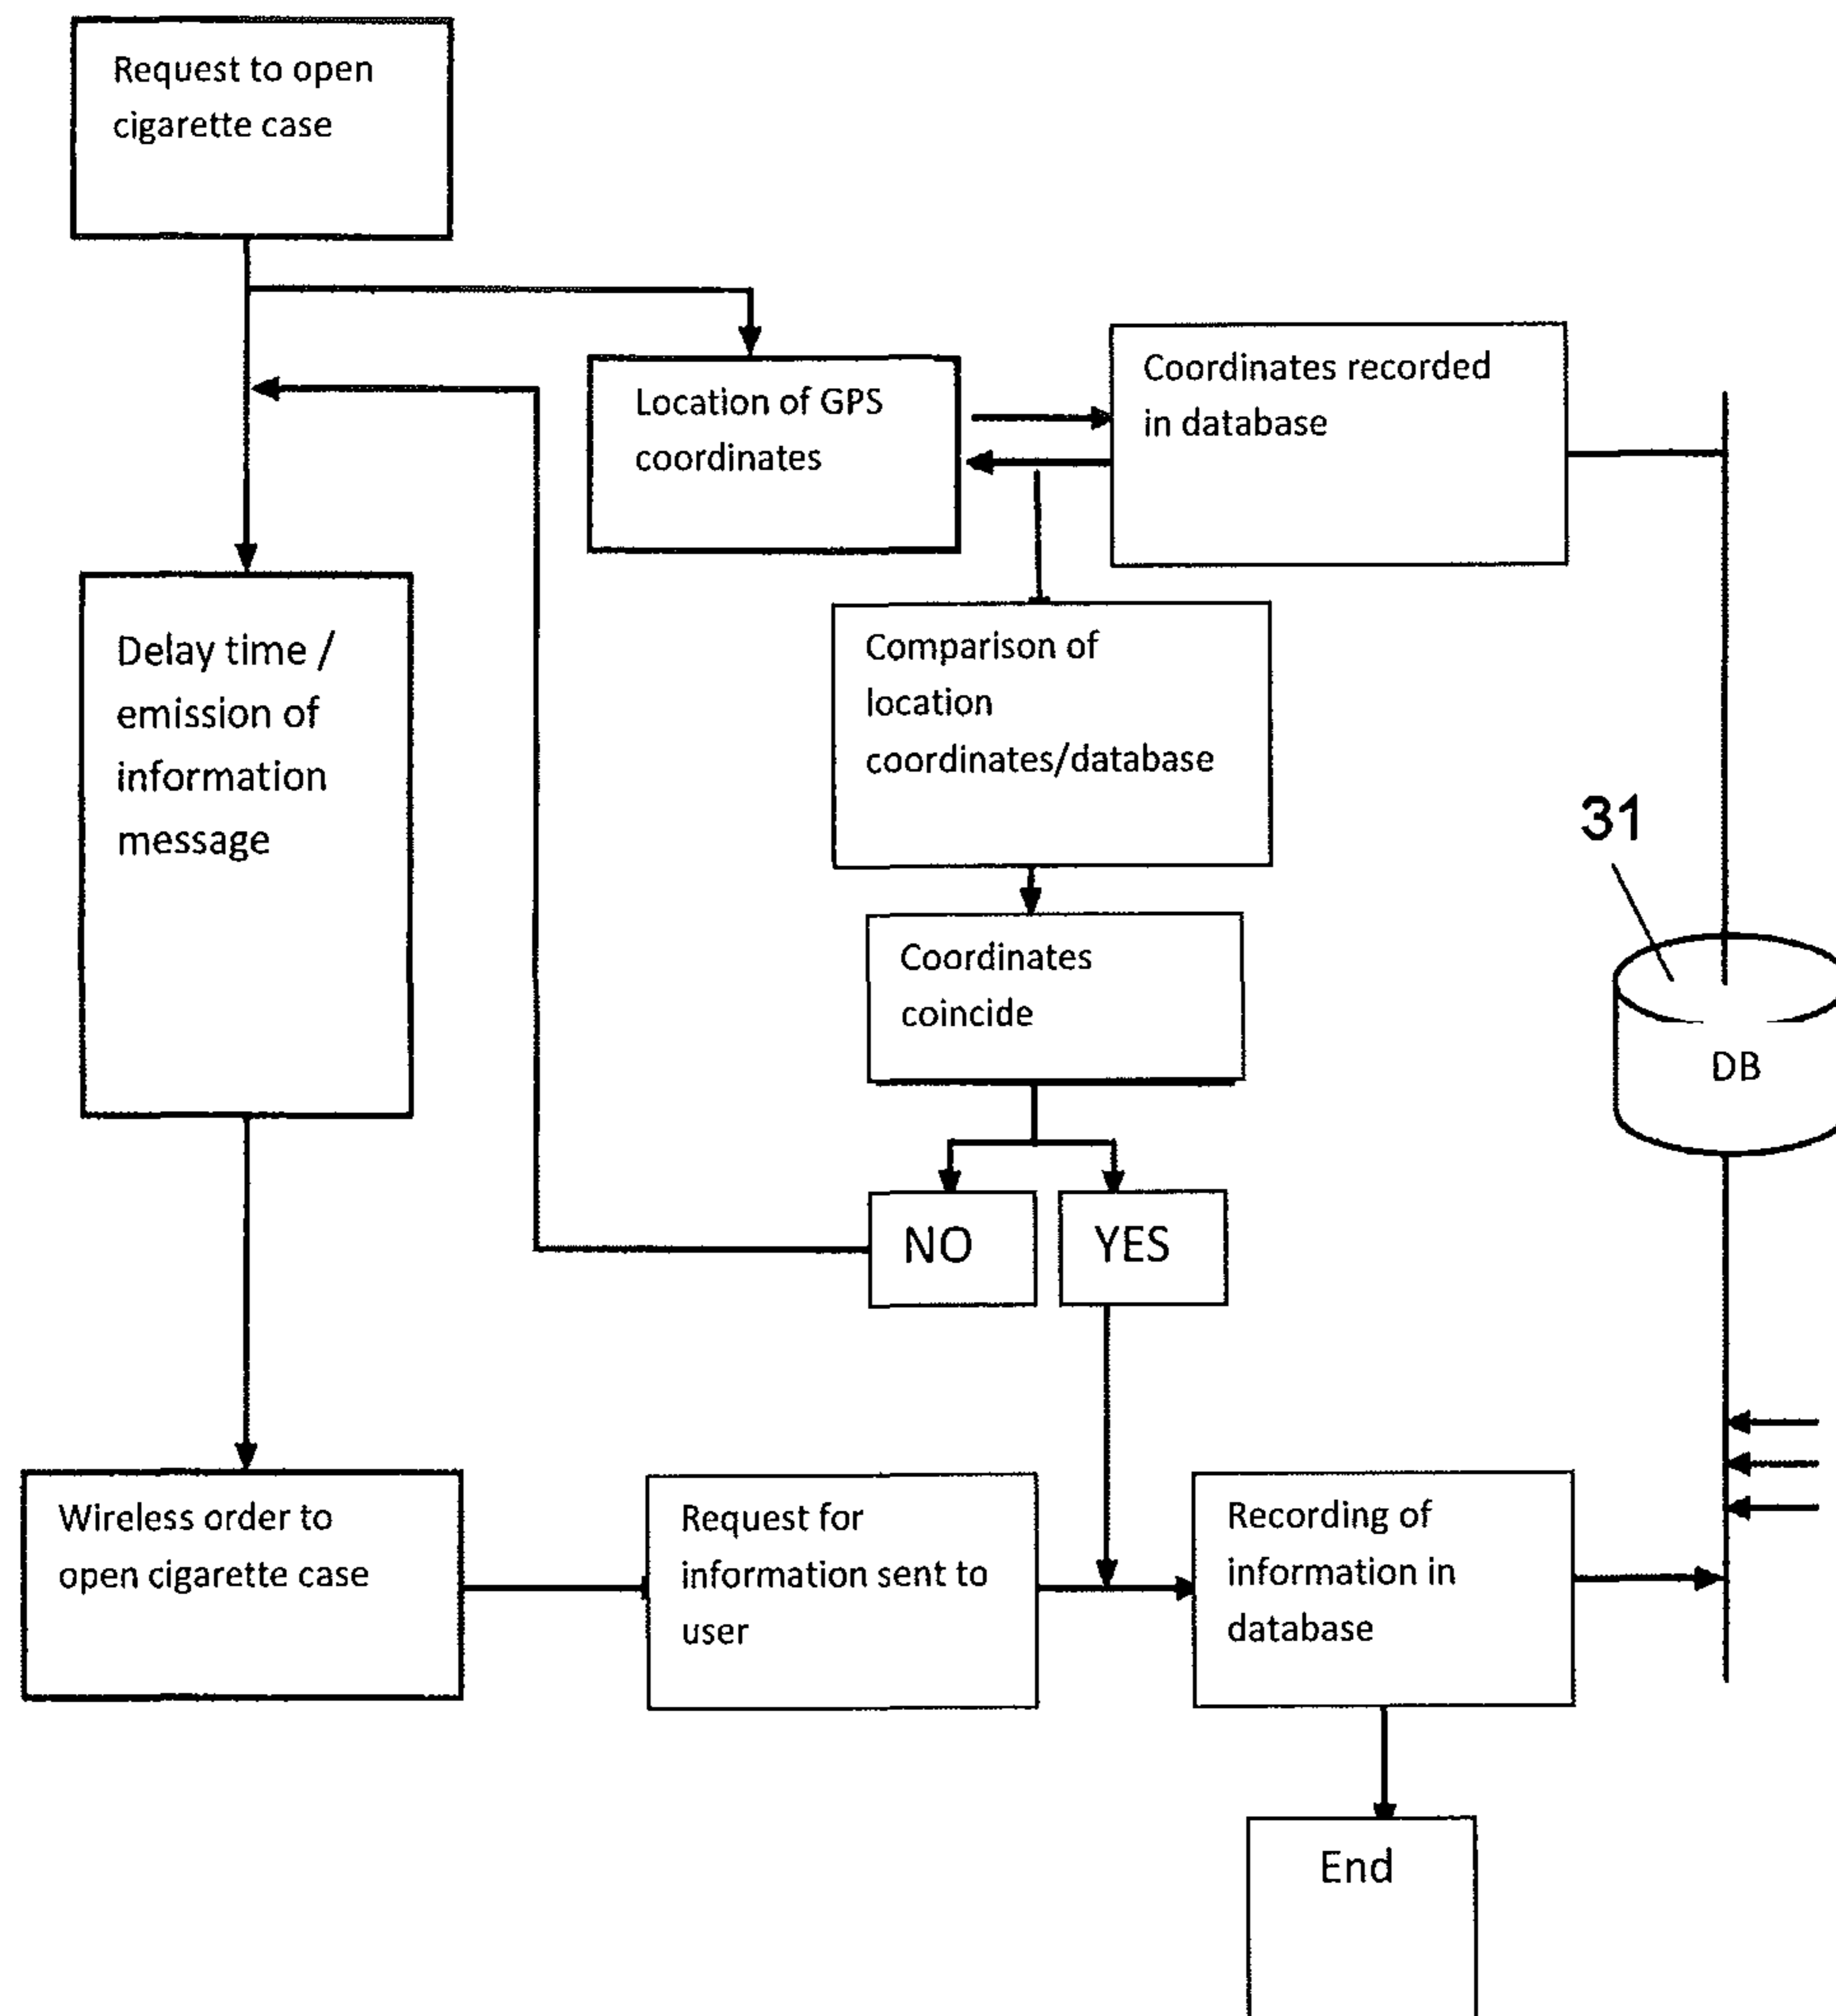 Request to open
cigarette case
Location of GPS
coordinates
Coordinates recorded
in database
Delay time /
emission of
information
message
Comparison of
location
coordinates/database
31
Coordinates
coincide
DB
NO
YES
Wireless order to
open cigarette case
Request for
information sent to
user
Recording of
information in
database
End